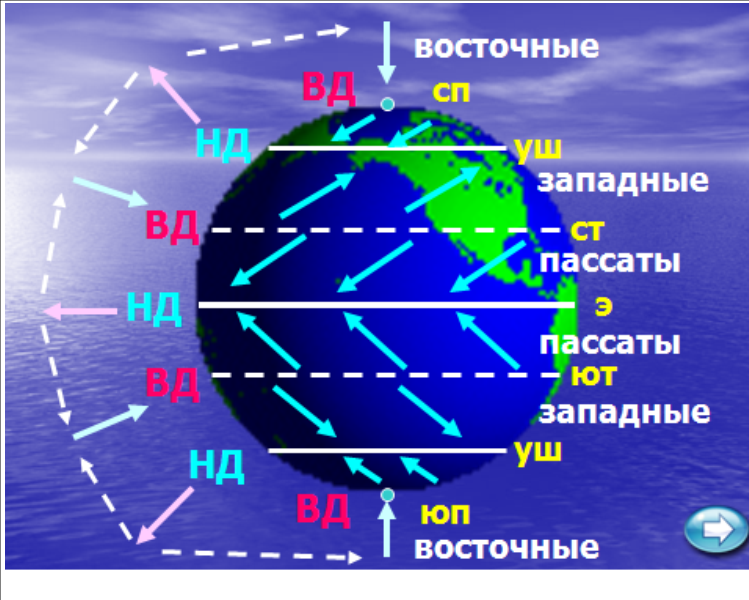 восточные
ВД сп
НД уш
западные
ВД ст
пассаты
НД э
пассаты
ВД ют
западные
НД уш
ВД юп
восточные